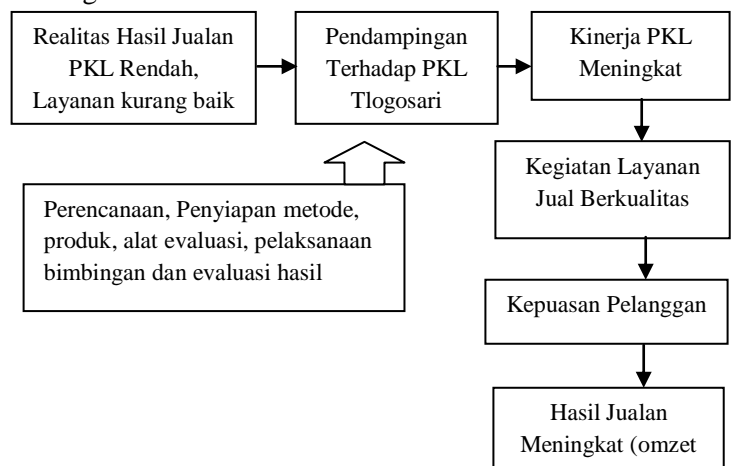 Realitas Hasil Jualan
PKL Rendah,
Layanan kurang baik
Pendampingan
Terhadap PKL
Tlogosari
Kinerja PKL
Meningkat
Kegiatan Layanan
Jual Berkualitas
Perencanaan, Penyiapan metode,
produk, alat evaluasi, pelaksanaan
bimbingan dan evaluasi hasil
Kepuasan Pelanggan
Hasil Jualan
Meningkat (omzet